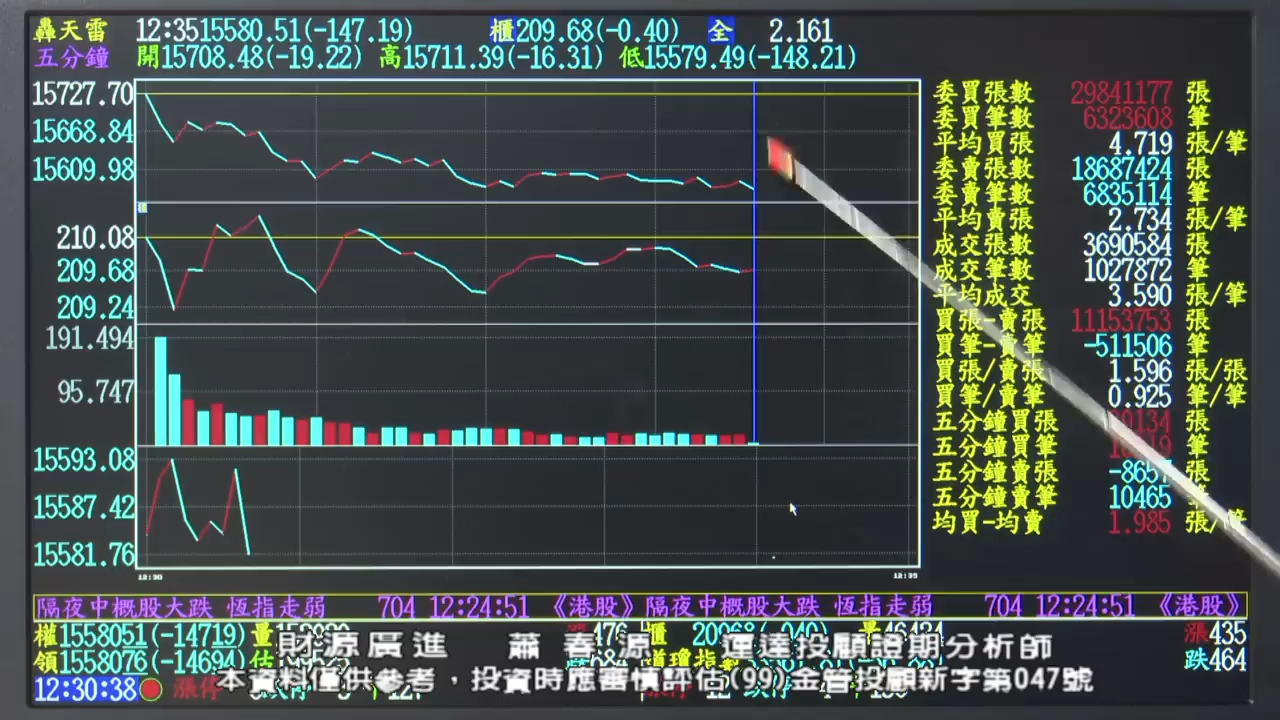 轟天雷 12:35 15580.51(-147.19) 櫃209.68(-0.40) 全 2.161
五分鐘 開15708.48(-19.22) 高15711.39(-16.31) 低15579.49(-148.21)
15727.70
15668.84
15609.98
210.08
209.68
209.24
191.494
95.747
15593.08
15587.42
15581.76
12:30 12:35
委買張數 29841177 張
委買筆數 6323608 筆
平均買張 4.719 張/筆
委賣張數 18687424 張
委賣筆數 6835114 筆
平均賣張 2.734 張/筆
成交張數 3690584 張
成交筆數 1027872 筆
平均成交 3.590 張/筆
買張-賣張 11153753 張
買筆-賣筆 -511506 筆
買張/賣張 1.596 張/張
買筆/賣筆 0.925 筆/筆
五分鐘買張 張
五分鐘買筆 筆
五分鐘賣張 張
五分鐘賣筆 10465 筆
均買-均賣 1.985 張/筆
隔夜中概股大跌 恆指走弱 704 12:24:51 《港股》隔夜中概股大跌 恆指走弱 704 12:24:51 《港股》
權1558051(-14719) 量 476 櫃 漲435
領1558076(-14694) 估 跌464
12:30:38
財源廣進 蕭春源 運達投顧證期分析師
本資料僅供參考，投資時應審慎評估(99)金管投顧新字第047號